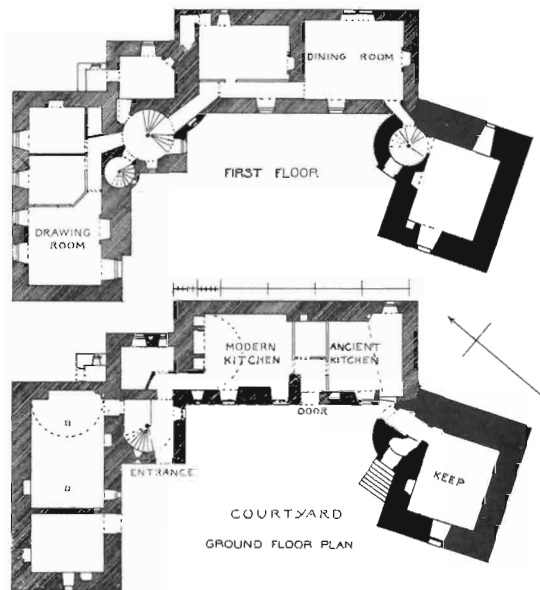 DINING ROOM
FIRST FLOOR
DRAWING
ROOM
MODERN
KITCHEN
ANCIENT
KITCHEN
DOOR
ENTRANCE
KEEP
COURTYARD
GROUND FLOOR PLAN